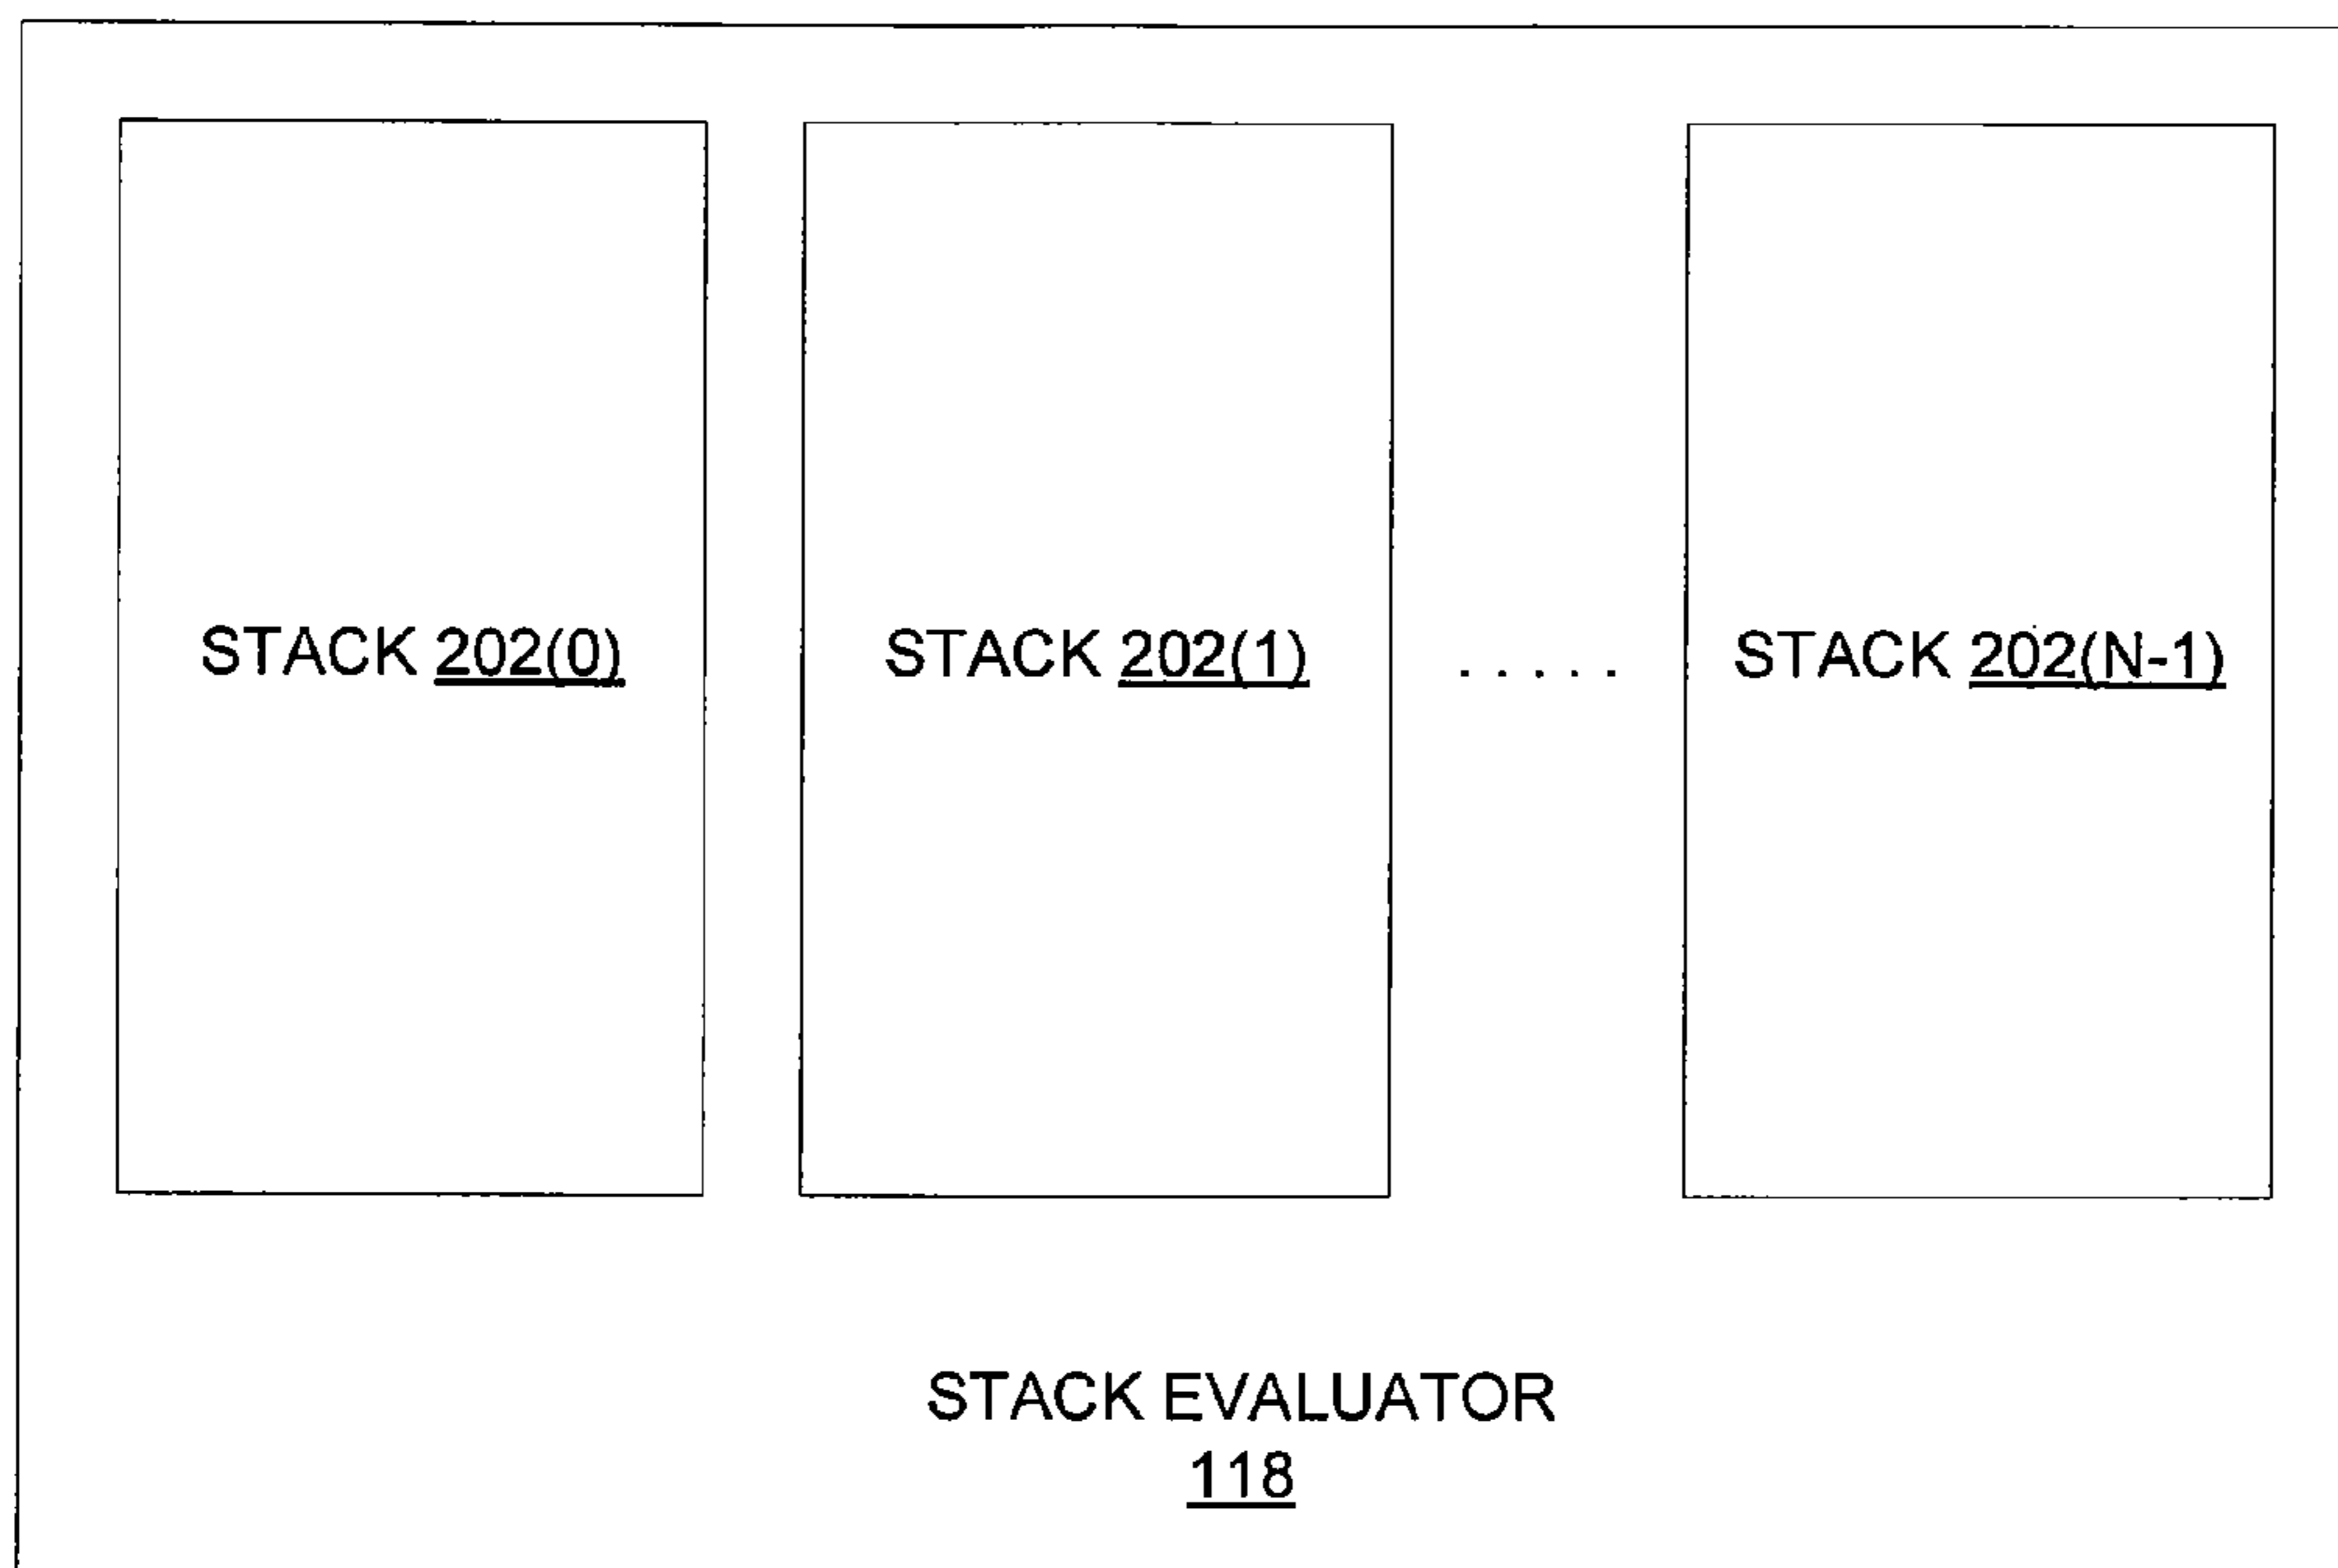 STACK 202(0) STACK 202(1) ..... STACK 202(N-1)
STACK EVALUATOR
118